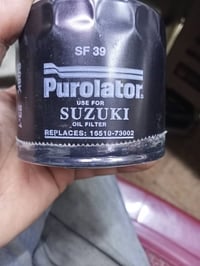 SF 39
Purolator®
USE FOR
SUZUKI
OIL FILTER
REPLACES: 16510-73002